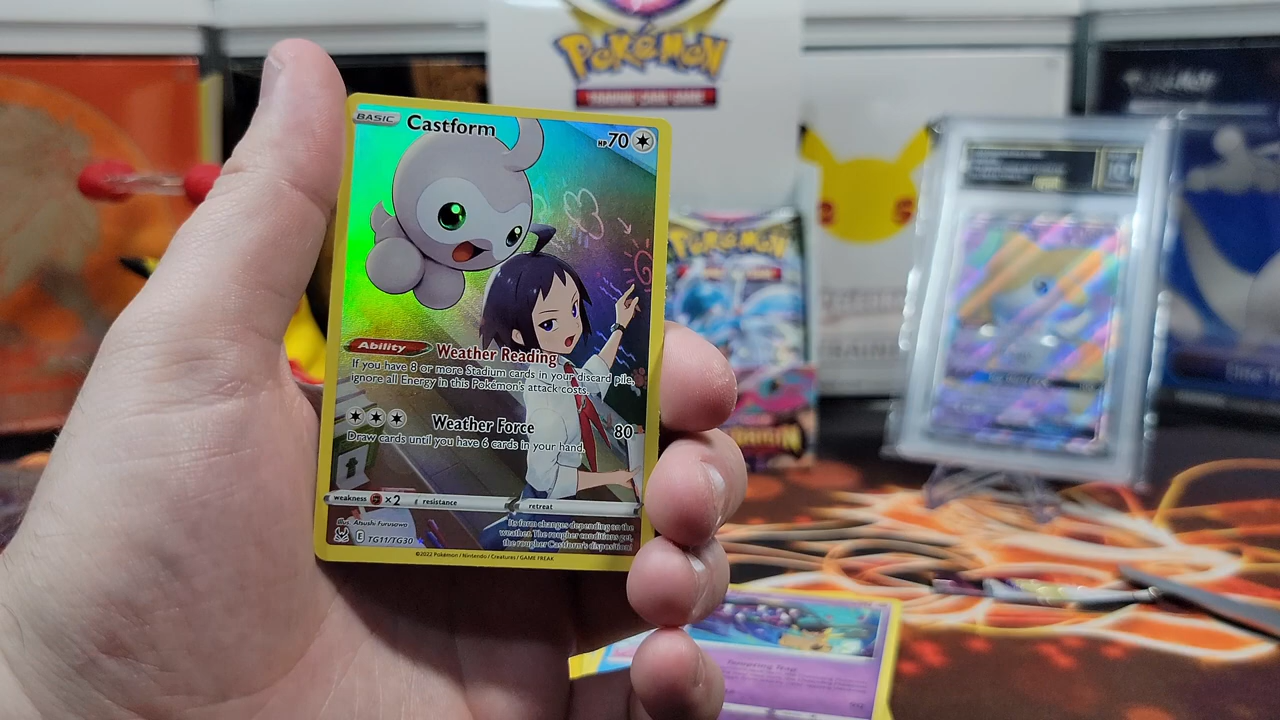 POKéMON
TRADING CARD GAME
BASIC Castform HP 70
Ability Weather Reading
If you have 8 or more Stadium cards in your discard pile,
ignore all Energy in this Pokémon's attack costs.
Weather Force 80
Draw cards until you have 6 cards in your hand.
weakness ×2 resistance retreat
Illus. Atsushi Furusawa
E TG11/TG30
Its form changes depending on the
weather. The rougher conditions get,
the rougher Castform's disposition!
©2022 Pokémon / Nintendo / Creatures / GAME FREAK
POKéMON
ORIGIN